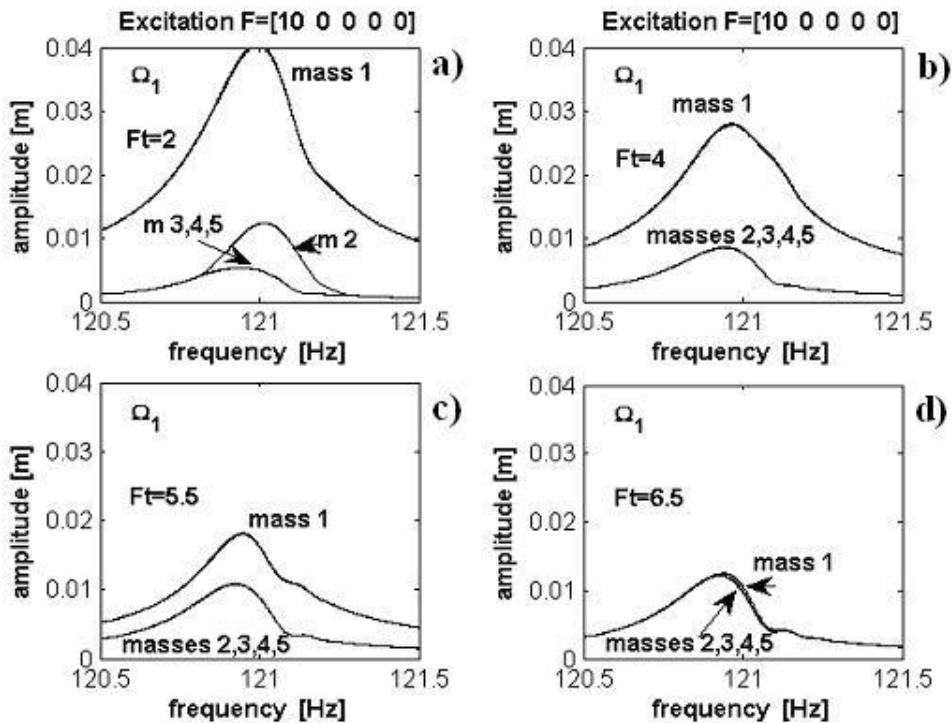 Excitation F=[10 0 0 0 0]
a)
Ω1
mass 1
Ft=2
m 3,4,5
m 2
amplitude [m]
0.04
0.03
0.02
0.01
0
120.5 121 121.5
frequency [Hz]
Excitation F=[10 0 0 0 0]
b)
Ω1
mass 1
Ft=4
masses 2,3,4,5
amplitude [m]
0.04
0.03
0.02
0.01
0
120.5 121 121.5
frequency [Hz]
c)
Ω1
Ft=5.5
mass 1
masses 2,3,4,5
amplitude [m]
0.04
0.03
0.02
0.01
0
120.5 121 121.5
frequency [Hz]
d)
Ω1
Ft=6.5
mass 1
masses 2,3,4,5
amplitude [m]
0.04
0.03
0.02
0.01
0
120.5 121 121.5
frequency [Hz]